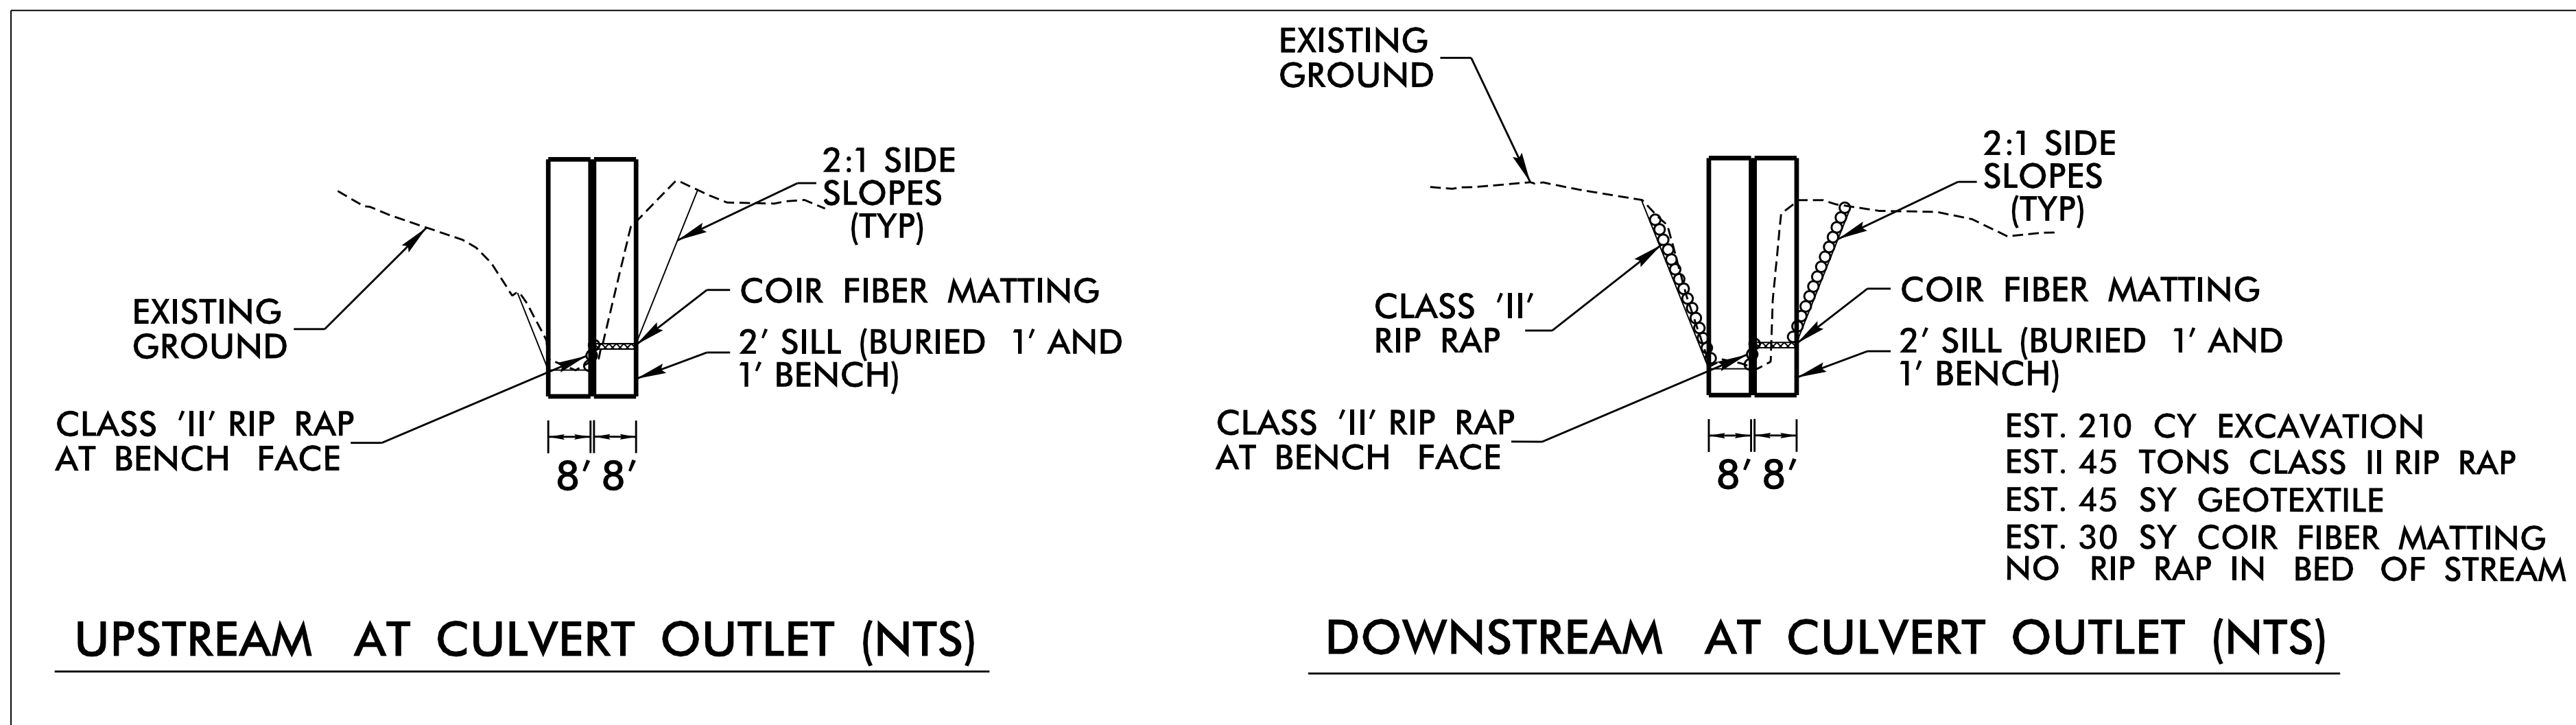 EXISTING
GROUND
2:1 SIDE
SLOPES
(TYP)
COIR FIBER MATTING
2' SILL (BURIED 1' AND
1' BENCH)
CLASS 'II' RIP RAP
AT BENCH FACE
8' 8'
UPSTREAM AT CULVERT OUTLET (NTS)
EXISTING
GROUND
2:1 SIDE
SLOPES
(TYP)
CLASS 'II'
RIP RAP
COIR FIBER MATTING
2' SILL (BURIED 1' AND
1' BENCH)
CLASS 'II' RIP RAP
AT BENCH FACE
8' 8'
EST. 210 CY EXCAVATION
EST. 45 TONS CLASS II RIP RAP
EST. 45 SY GEOTEXTILE
EST. 30 SY COIR FIBER MATTING
NO RIP RAP IN BED OF STREAM
DOWNSTREAM AT CULVERT OUTLET (NTS)